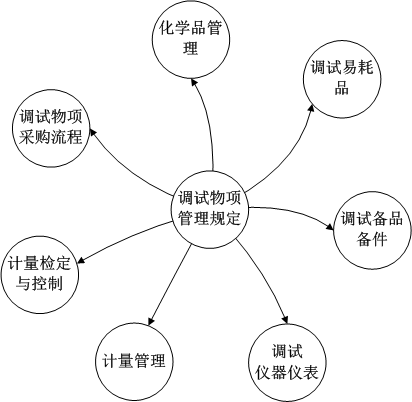 化学品管
理
调试易耗
品
调试物项
采购流程
调试物项
管理规定
调试备品
备件
计量检定
与控制
计量管理
调试
仪器仪表